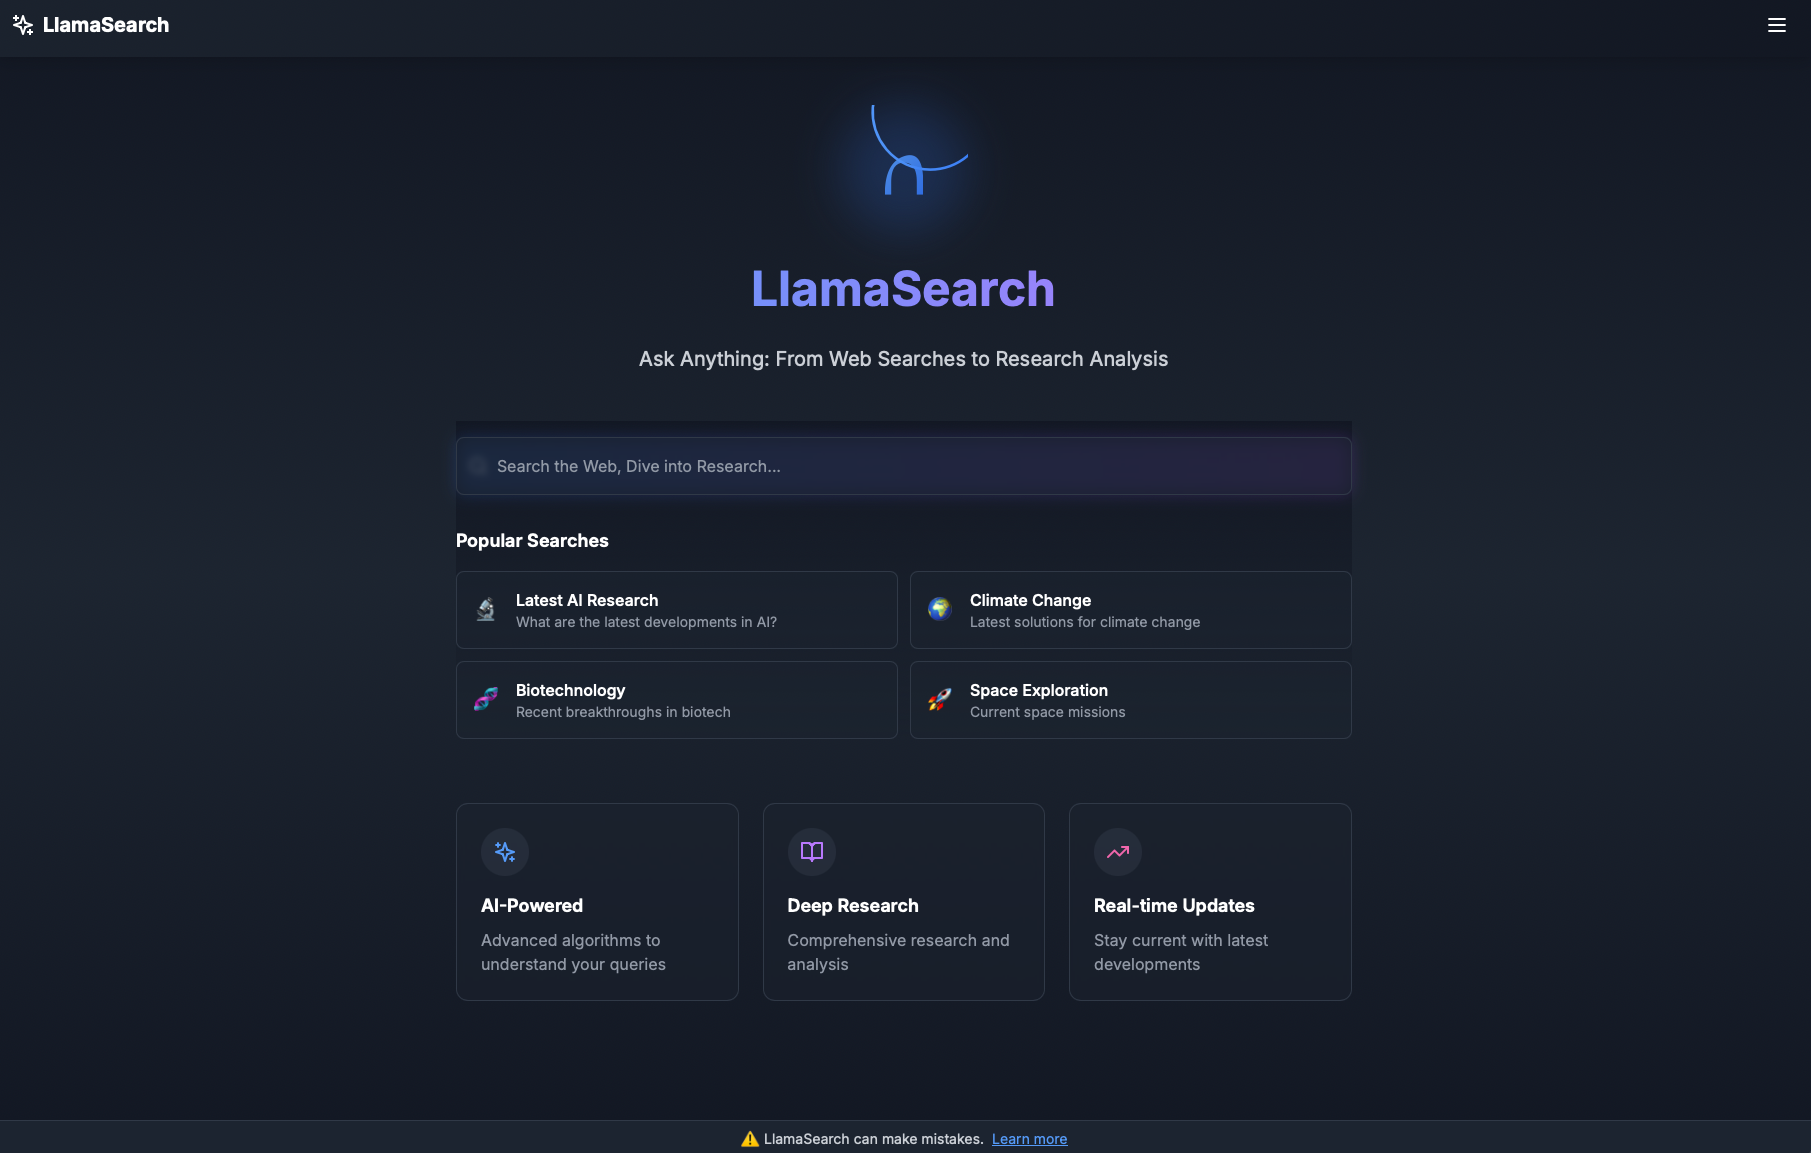 LlamaSearch
LlamaSearch
Ask Anything: From Web Searches to Research Analysis
Search the Web, Dive into Research...
Popular Searches
Latest AI Research
What are the latest developments in AI?
Climate Change
Latest solutions for climate change
Biotechnology
Recent breakthroughs in biotech
Space Exploration
Current space missions
AI-Powered
Advanced algorithms to
understand your queries
Deep Research
Comprehensive research and
analysis
Real-time Updates
Stay current with latest
developments
⚠️ LlamaSearch can make mistakes. Learn more